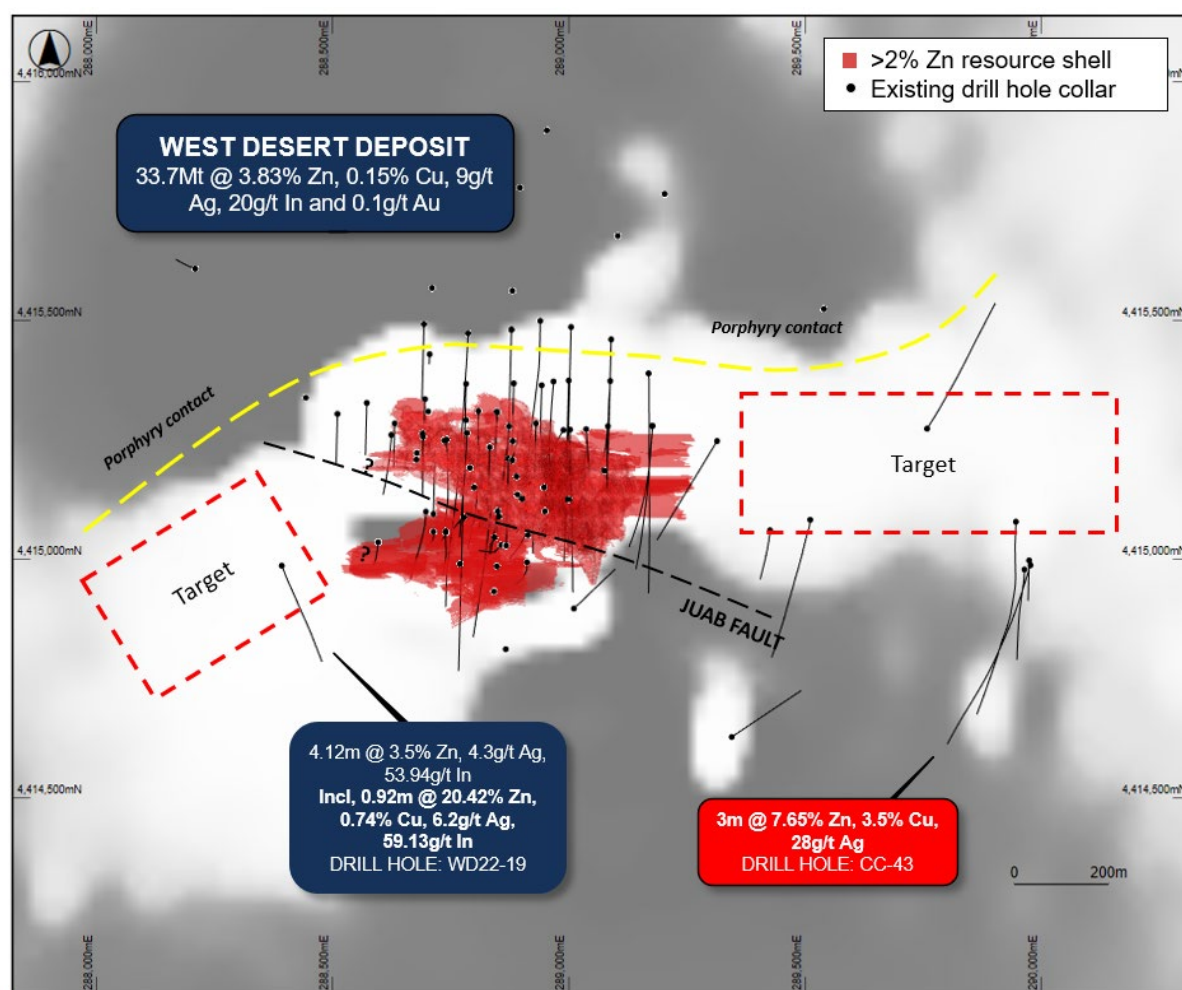 288,000mE
288,500mE
289,000mE
289,500mE
290,000mE
4,416,000mN
>2% Zn resource shell
Existing drill hole collar
WEST DESERT DEPOSIT
33.7Mt @ 3.83% Zn, 0.15% Cu, 9g/t
Ag, 20g/t In and 0.1g/t Au
4,415,500mN
4,415,500mN
Porphyry contact
Porphyry contact
?
Target
4,415,000mN
4,415,000mN
?
Target
JUAB FAULT
4.12m @ 3.5% Zn, 4.3g/t Ag,
53.94g/t In
Incl, 0.92m @ 20.42% Zn,
0.74% Cu, 6.2g/t Ag,
59.13g/t In
DRILL HOLE: WD22-19
4,414,500mN
4,414,500mN
3m @ 7.65% Zn, 3.5% Cu,
28g/t Ag
DRILL HOLE: CC-43
0 200m
288,000mE
288,500mE
289,000mE
289,500mE
290,000mE